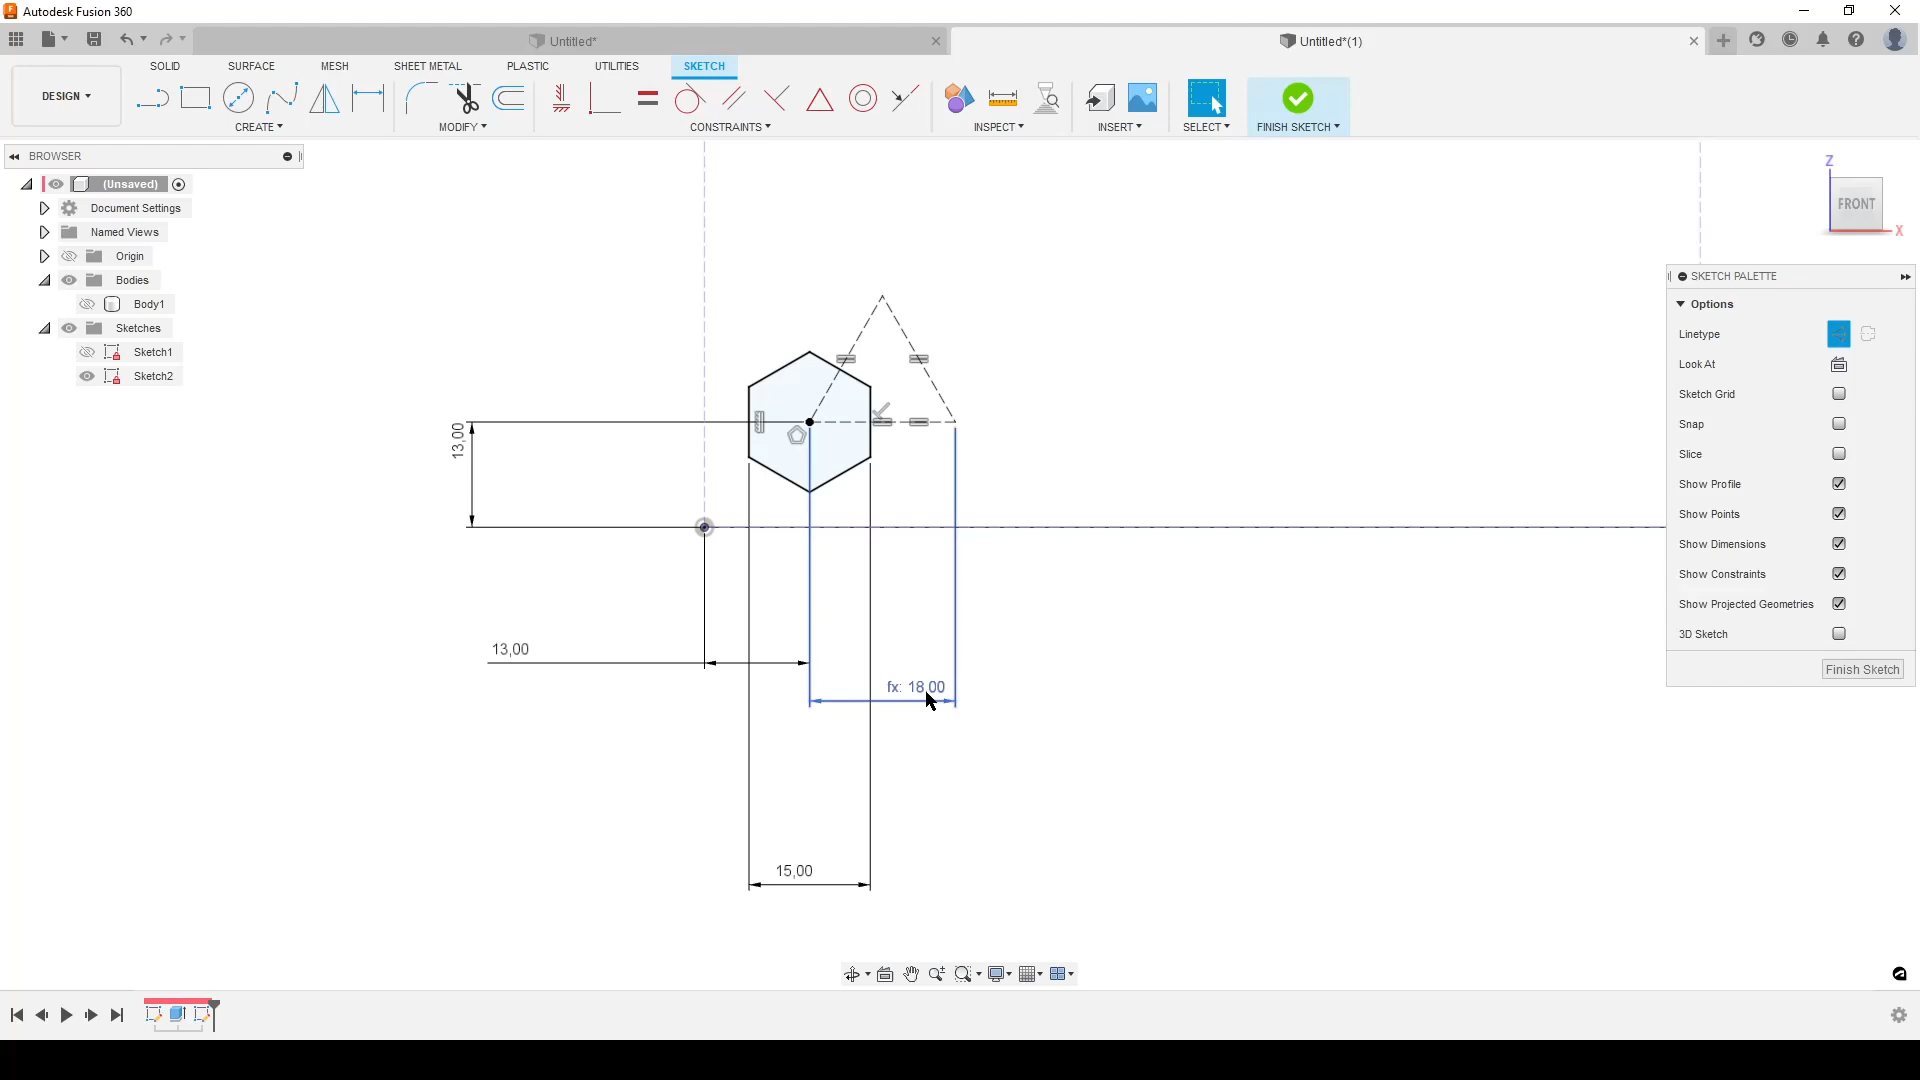 Autodesk Fusion 360
Untitled*
Untitled*(1)
SOLID
SURFACE
MESH
SHEET METAL
PLASTIC
UTILITIES
SKETCH
DESIGN
CREATE
MODIFY
CONSTRAINTS
INSPECT
INSERT
SELECT
FINISH SKETCH
BROWSER
(Unsaved)
Document Settings
Named Views
Origin
Bodies
Body1
Sketches
Sketch1
Sketch2
Z
FRONT
X
SKETCH PALETTE
Options
Linetype
Look At
Sketch Grid
Snap
Slice
Show Profile
Show Points
Show Dimensions
Show Constraints
Show Projected Geometries
3D Sketch
Finish Sketch
13,00
13,00
fx: 18,00
15,00